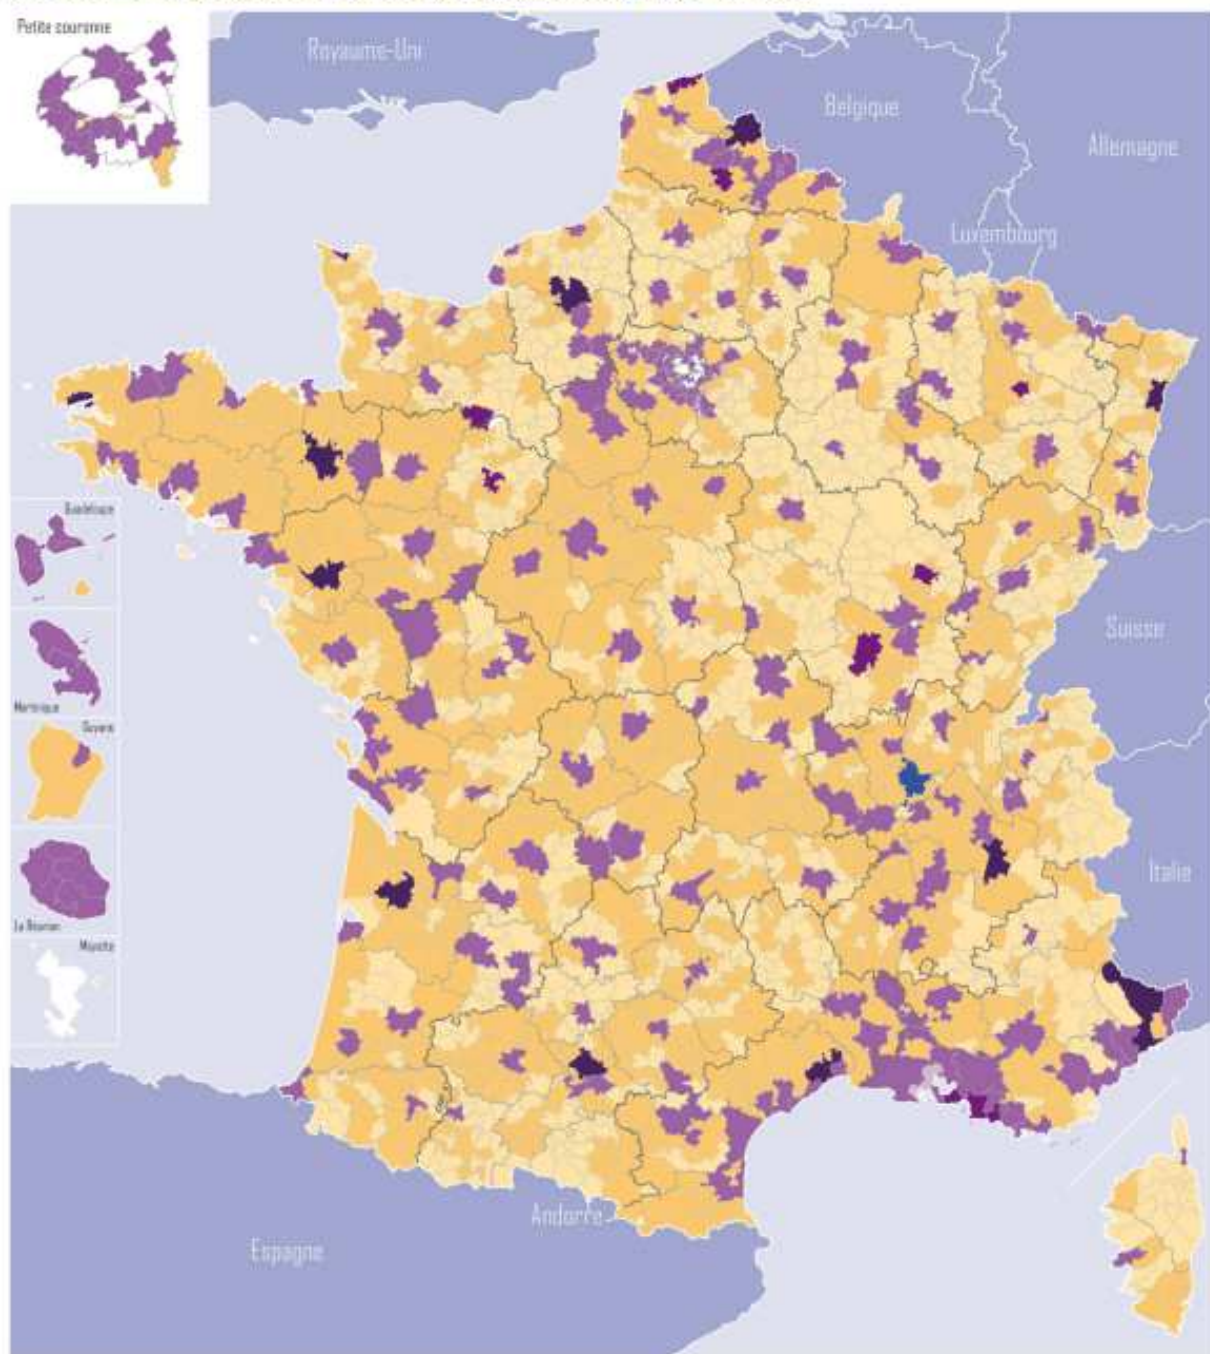 Petite couronne
Royaume-Uni
Belgique
Allemagne
Luxembourg
Guadeloupe
Suisse
Martinique
Guyane
Italie
La Réunion
Mayotte
Andorre
Espagne